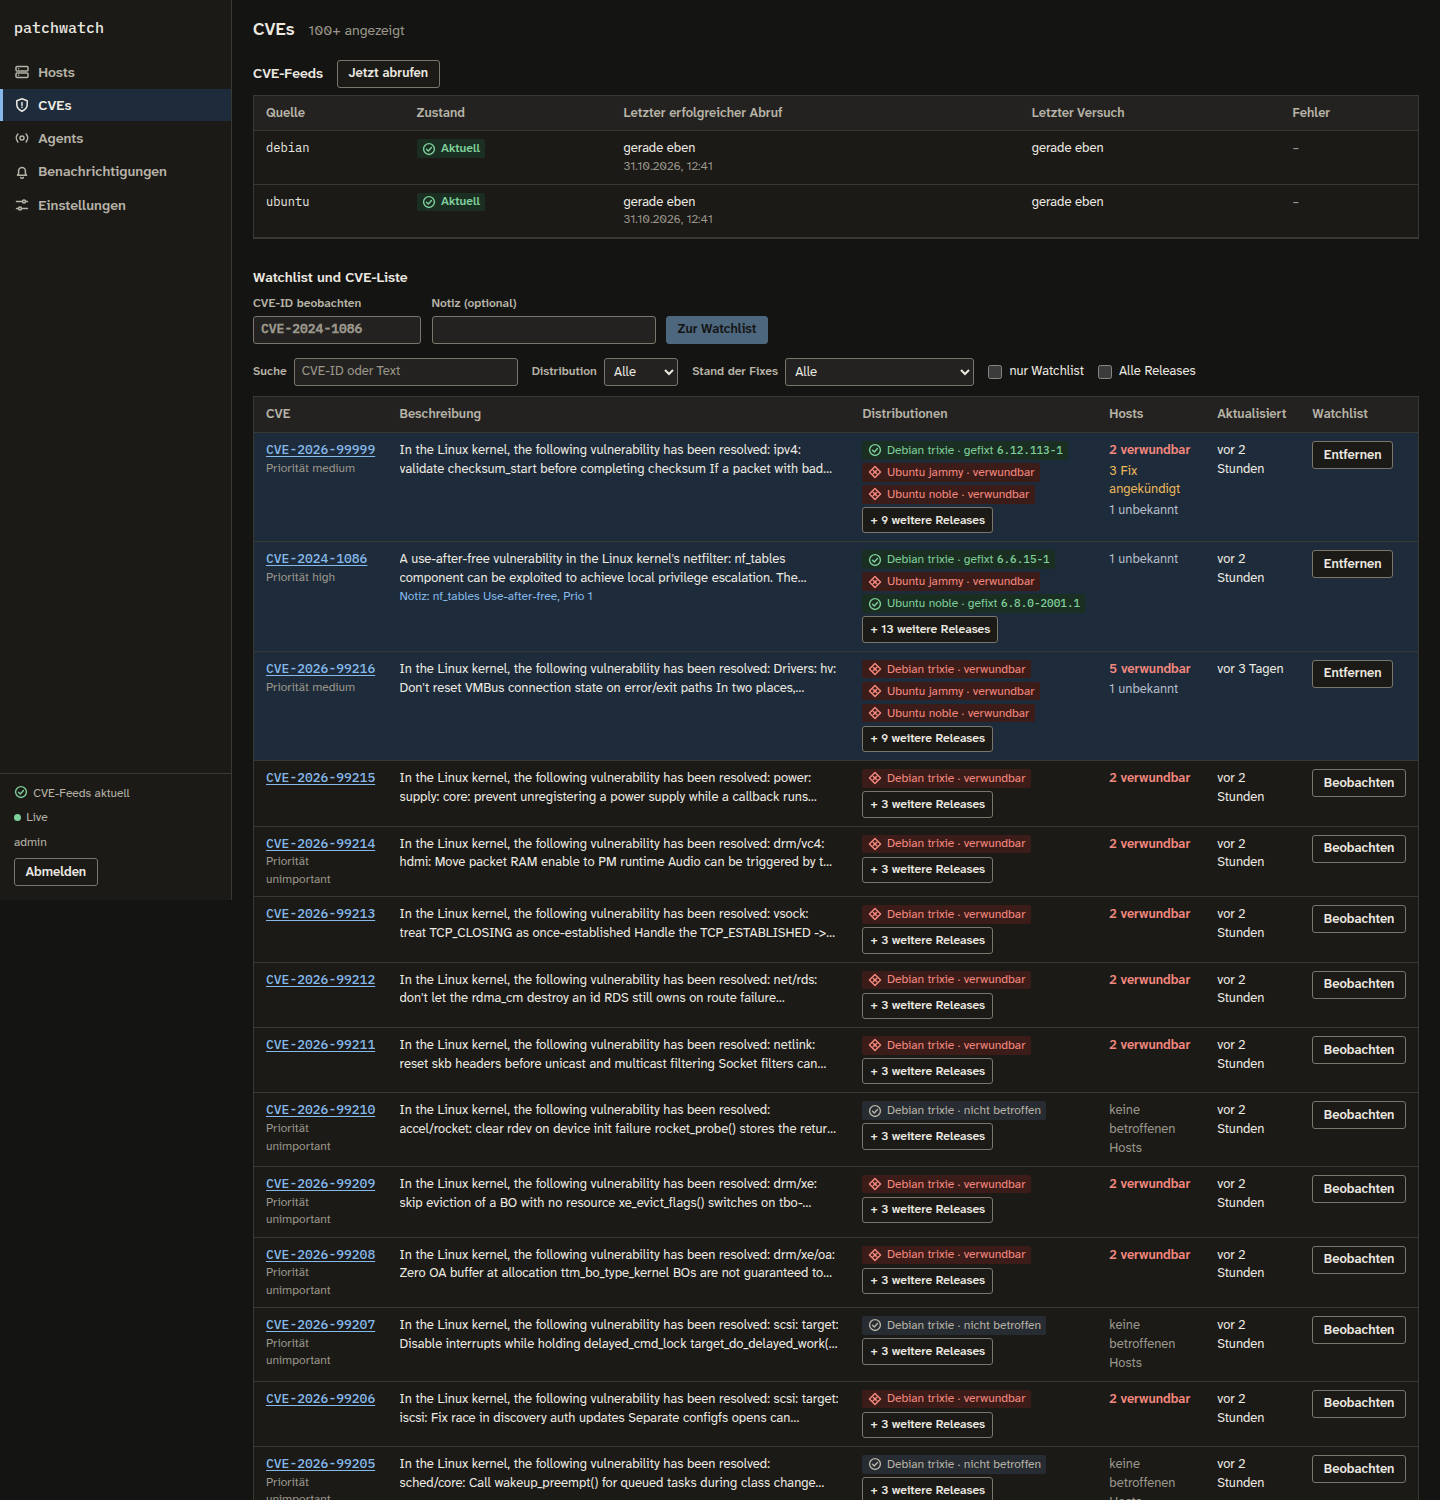 patchwatch
Hosts
CVEs
Agents
Benachrichtigungen
Einstellungen
CVE-Feeds aktuell
Live
admin
Abmelden
CVEs 100+ angezeigt
CVE-Feeds Jetzt abrufen
Quelle Zustand Letzter erfolgreicher Abruf Letzter Versuch Fehler
debian Aktuell gerade eben gerade eben –
31.10.2026, 12:41
ubuntu Aktuell gerade eben gerade eben –
31.10.2026, 12:41
Watchlist und CVE-Liste
CVE-ID beobachten Notiz (optional)
CVE-2024-1086 Zur Watchlist
Suche CVE-ID oder Text Distribution Alle Stand der Fixes Alle nur Watchlist Alle Releases
CVE Beschreibung Distributionen Hosts Aktualisiert Watchlist
CVE-2026-99999 In the Linux kernel, the following vulnerability has been resolved: ipv4: Debian trixie · gefixt 6.12.113-1 2 verwundbar vor 2 Entfernen
Priorität medium validate checksum_start before completing checksum If a packet with bad... Ubuntu jammy · verwundbar 3 Fix Stunden
Ubuntu noble · verwundbar angekündigt
+ 9 weitere Releases 1 unbekannt
CVE-2024-1086 A use-after-free vulnerability in the Linux kernel's netfilter: nf_tables Debian trixie · gefixt 6.6.15-1 1 unbekannt vor 2 Entfernen
Priorität high component can be exploited to achieve local privilege escalation. The... Ubuntu jammy · verwundbar Stunden
Notiz: nf_tables Use-after-free, Prio 1 Ubuntu noble · gefixt 6.8.0-2001.1
+ 13 weitere Releases
CVE-2026-99216 In the Linux kernel, the following vulnerability has been resolved: Drivers: hv: Debian trixie · verwundbar 5 verwundbar vor 3 Tagen Entfernen
Priorität medium Don't reset VMBus connection state on error/exit paths In two places,... Ubuntu jammy · verwundbar 1 unbekannt
Ubuntu noble · verwundbar
+ 9 weitere Releases
CVE-2026-99215 In the Linux kernel, the following vulnerability has been resolved: power: Debian trixie · verwundbar 2 verwundbar vor 2 Beobachten
supply: core: prevent unregistering a power supply while a callback runs... + 3 weitere Releases Stunden
CVE-2026-99214 In the Linux kernel, the following vulnerability has been resolved: drm/vc4: Debian trixie · verwundbar 2 verwundbar vor 2 Beobachten
Priorität hdmi: Move packet RAM enable to PM runtime Audio can be triggered by t... + 3 weitere Releases Stunden
unimportant
CVE-2026-99213 In the Linux kernel, the following vulnerability has been resolved: vsock: Debian trixie · verwundbar 2 verwundbar vor 2 Beobachten
treat TCP_CLOSING as once-established Handle the TCP_ESTABLISHED ->... + 3 weitere Releases Stunden
CVE-2026-99212 In the Linux kernel, the following vulnerability has been resolved: net/rds: Debian trixie · verwundbar 2 verwundbar vor 2 Beobachten
don't let the rdma_cm destroy an id RDS still owns on route failure... + 3 weitere Releases Stunden
CVE-2026-99211 In the Linux kernel, the following vulnerability has been resolved: netlink: Debian trixie · verwundbar 2 verwundbar vor 2 Beobachten
reset skb headers before unicast and multicast filtering Socket filters can... + 3 weitere Releases Stunden
CVE-2026-99210 In the Linux kernel, the following vulnerability has been resolved: Debian trixie · nicht betroffen keine vor 2 Beobachten
Priorität accel/rocket: clear rdev on device init failure rocket_probe() stores the retur... + 3 weitere Releases betroffenen Stunden
unimportant Hosts
CVE-2026-99209 In the Linux kernel, the following vulnerability has been resolved: drm/xe: Debian trixie · verwundbar 2 verwundbar vor 2 Beobachten
Priorität skip eviction of a BO with no resource xe_evict_flags() switches on tbo-... + 3 weitere Releases Stunden
unimportant
CVE-2026-99208 In the Linux kernel, the following vulnerability has been resolved: drm/xe/oa: Debian trixie · verwundbar 2 verwundbar vor 2 Beobachten
Priorität Zero OA buffer at allocation ttm_bo_type_kernel BOs are not guaranteed to... + 3 weitere Releases Stunden
unimportant
CVE-2026-99207 In the Linux kernel, the following vulnerability has been resolved: scsi: target: Debian trixie · nicht betroffen keine vor 2 Beobachten
Priorität Disable interrupts while holding delayed_cmd_lock target_do_delayed_work(... + 3 weitere Releases betroffenen Stunden
unimportant Hosts
CVE-2026-99206 In the Linux kernel, the following vulnerability has been resolved: scsi: target: Debian trixie · verwundbar 2 verwundbar vor 2 Beobachten
iscsi: Fix race in discovery auth updates Separate configfs opens can... + 3 weitere Releases Stunden
CVE-2026-99205 In the Linux kernel, the following vulnerability has been resolved: Debian trixie · nicht betroffen keine vor 2 Beobachten
Priorität sched/core: Call wakeup_preempt() for queued tasks during class change... + 3 weitere Releases betroffenen Stunden
unimportant Hosts